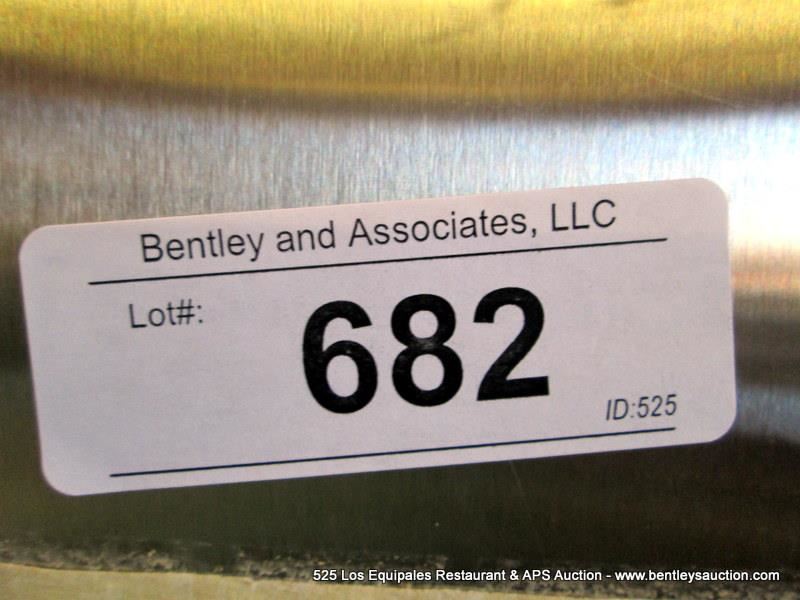 Bentley and Associates, LLC
Lot#:
682
ID:525
525 Los Equipales Restaurant & APS Auction - www.bentleysauction.com